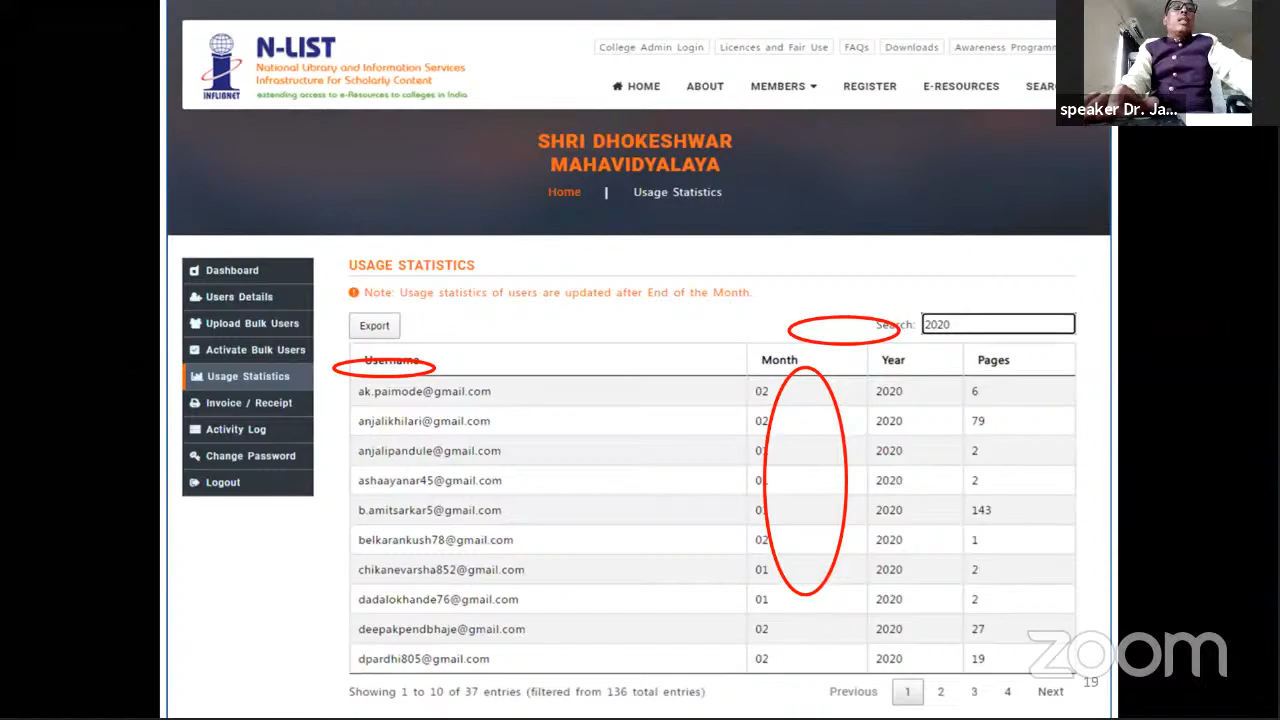 N-LIST
National Library and Information Services
Infrastructure for Scholarly Content
extending access to e-Resources to colleges in India
INFLIBNET
College Admin Login Licences and Fair Use FAQs Downloads Awareness
HOME ABOUT MEMBERS REGISTER E-RESOURCES
speaker Dr. Ja...
SHRI DHOKESHWAR
MAHAVIDYALAYA
Home | Usage Statistics
Dashboard
Users Details
Upload Bulk Users
Activate Bulk Users
Usage Statistics
Invoice / Receipt
Activity Log
Change Password
Logout
USAGE STATISTICS
Note: Usage statistics of users are updated after End of the Month.
Export Search: 2020
Username Month Year Pages
ak.paimode@gmail.com 02 2020 6
anjalikhilari@gmail.com 02 2020 79
anjalipandule@gmail.com 2020 2
ashaayanar45@gmail.com 2020 2
b.amitsarkar5@gmail.com 2020 143
belkarankush78@gmail.com 02 2020 1
chikanevarsha852@gmail.com 01 2020 2
dadalokhande76@gmail.com 01 2020 2
deepakpendbhaje@gmail.com 02 2020 27
dpardhi805@gmail.com 02 2020 19
Showing 1 to 10 of 37 entries (filtered from 136 total entries) Previous 1 2 3 4 Next
zoom
19